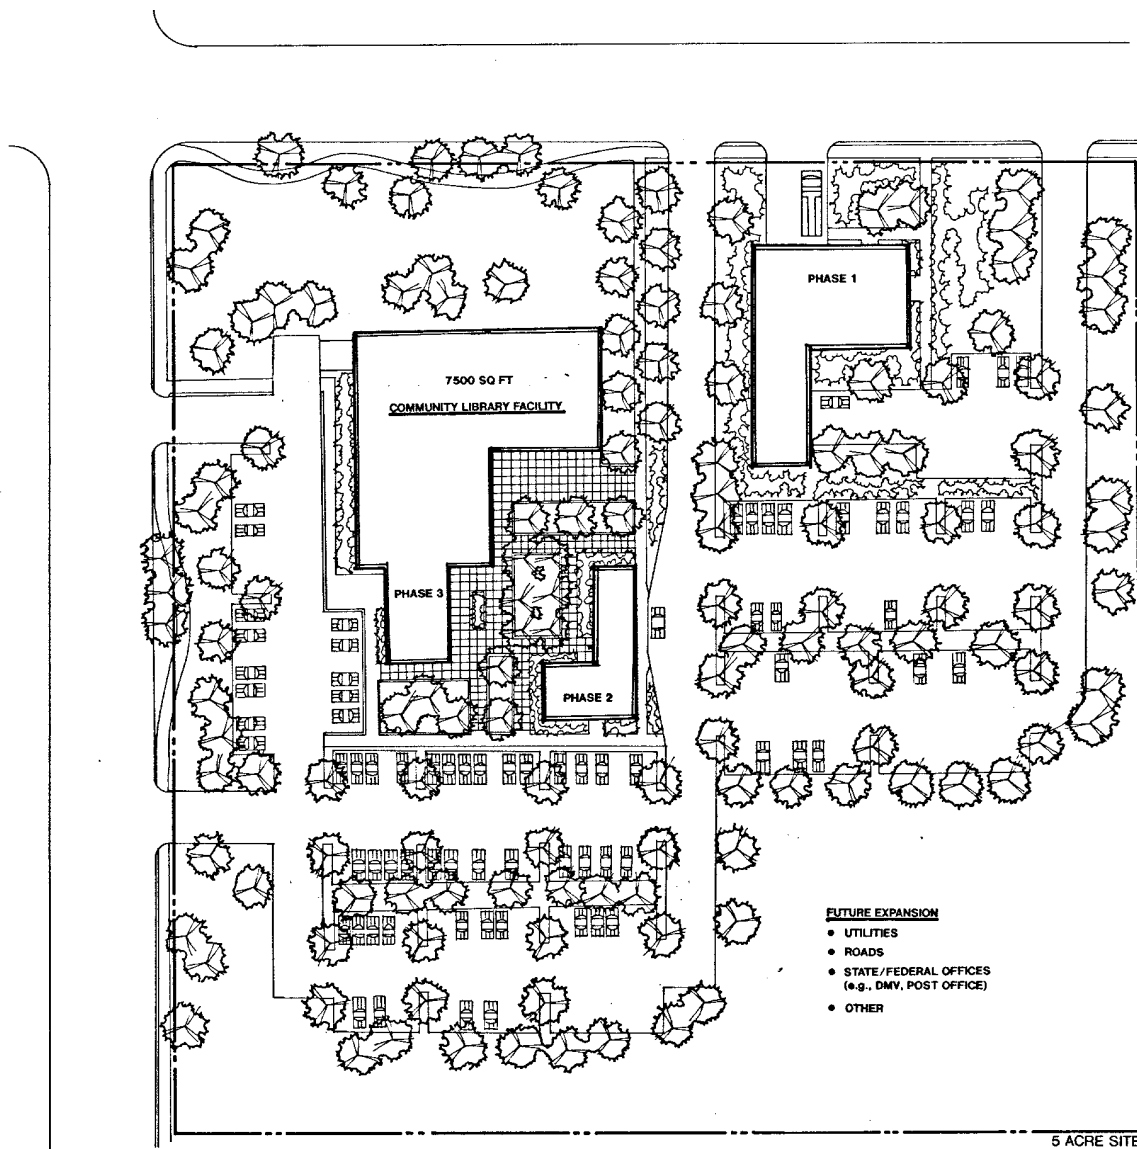 PHASE 1
7500 SQ FT
COMMUNITY LIBRARY FACILITY
PHASE 3
PHASE 2
FUTURE EXPANSION
• UTILITIES
• ROADS
• STATE/FEDERAL OFFICES
(e.g., DMV, POST OFFICE)
• OTHER
5 ACRE SITE